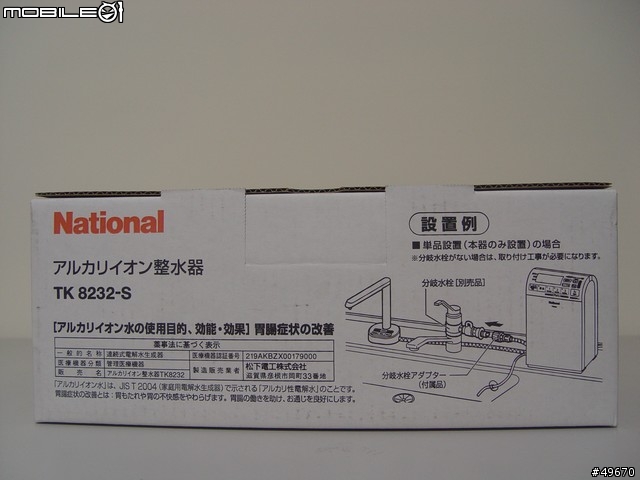 MOBILE01
National
アルカリイオン整水器
TK 8232-S
[アルカリイオン水の使用目的、効能・効果] 胃腸症状の改善
薬事法に基づく表示
一般的名称 連続式電解水生成器 医療機器認証番号 219AKBZX00179000
医療機器分類 管理医療機器 製造販売業者 松下電工株式会社
販売名 アルカリイオン整水器TK8232 滋賀県彦根市岡町33番地
「アルカリイオン水」は、JIS T 2004 (家庭用電解水生成器) で示される「アルカリ性電解水」のことです。
胃腸症状の改善とは:胃もたれや胃の不快感をやわらげます。胃腸の働きを助け、お通じを良好にします。
設置例
■単品設置(本器のみ設置)の場合
※分岐水栓がない場合は、取り付け工事が必要になります。
分岐水栓[別売品]
分岐水栓アダプター
(付属品)
#49670